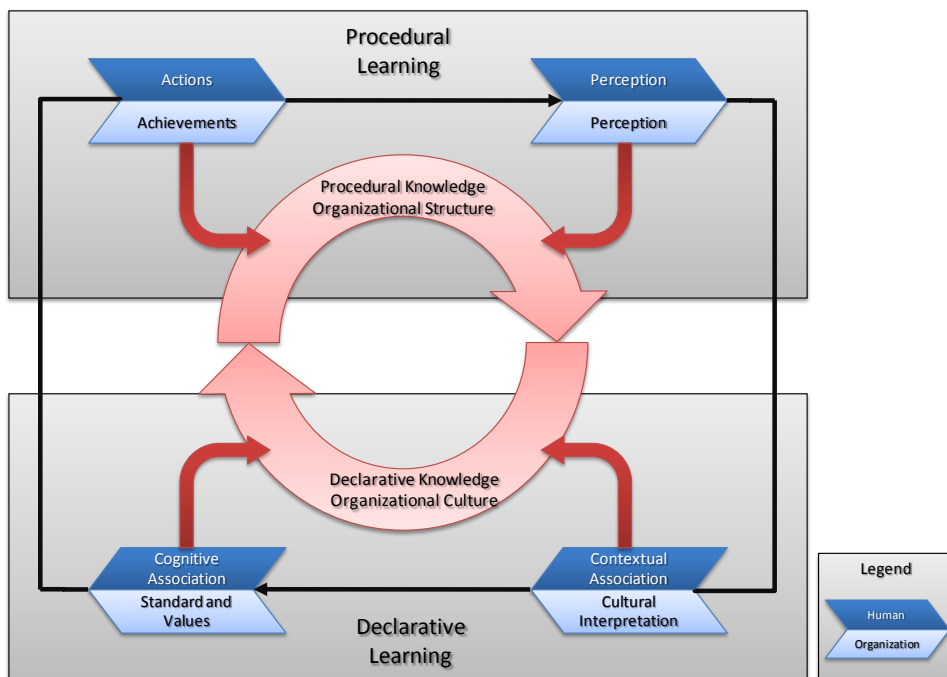 Procedural
Learning
Actions
Achievements
Perception
Perception
Procedural Knowledge
Organizational Structure
Declarative Knowledge
Organizational Culture
Cognitive
Association
Standard and
Values
Contextual
Association
Cultural
Interpretation
Declarative
Learning
Legend
Human
Organization